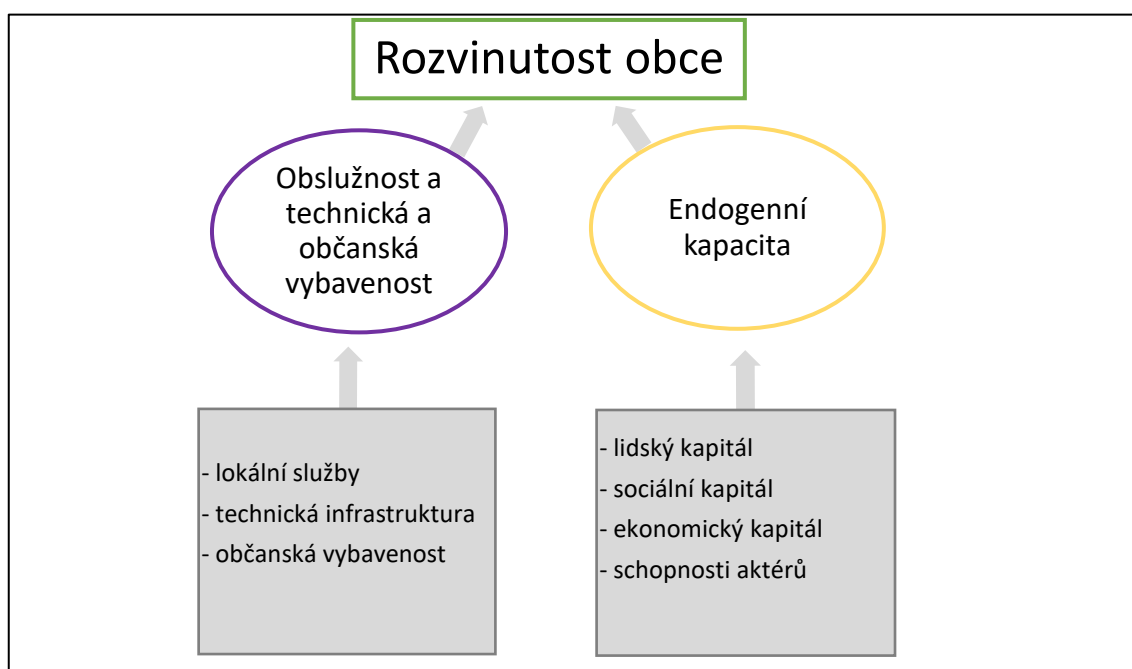 Rozvinutost obce
Obslužnost a
technická a
občanská
vybavenost
Endogenní
kapacita
- lokální služby
- technická infrastruktura
- občanská vybavenost
- lidský kapitál
- sociální kapitál
- ekonomický kapitál
- schopnosti aktérů